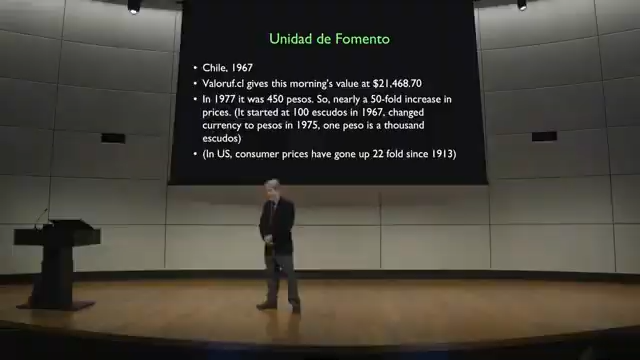 Unidad de Fomento
• Chile, 1967
• Valoruf.cl gives this morning's value at $21,468.70
• In 1977 it was 450 pesos. So, nearly a 50-fold increase in
prices. (It started at 100 escudos in 1967, changed
currency to pesos in 1975, one peso is a thousand
escudos)
• (In US, consumer prices have gone up 22 fold since 1913)